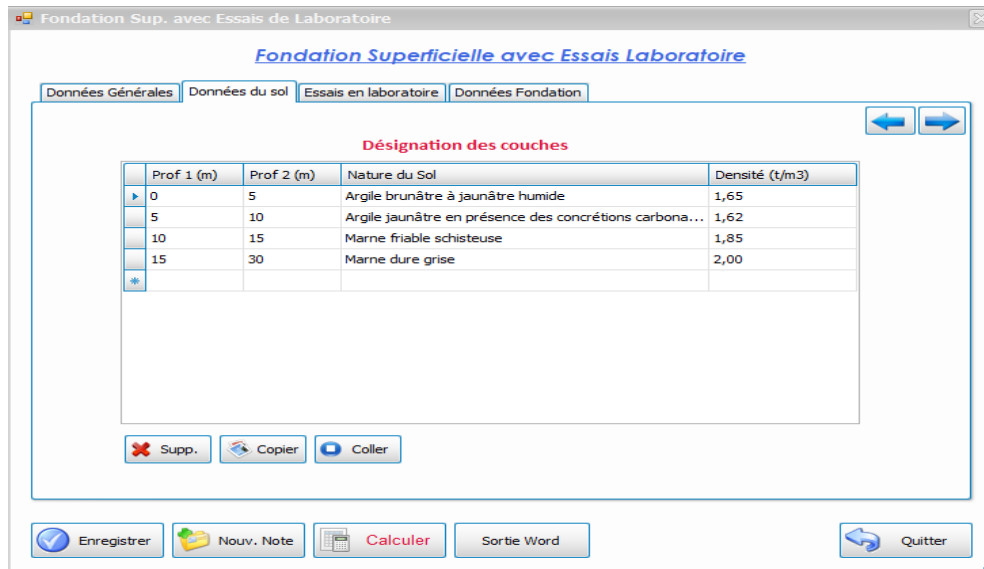 Fondation Sup. avec Essais de Laboratoire
Fondation Superficielle avec Essais Laboratoire
Données Générales Données du sol Essais en laboratoire Données Fondation
Désignation des couches
Prof 1 (m) Prof 2 (m) Nature du Sol Densité (t/m3)
0 5 Argile brunâtre à jaunâtre humide 1,65
5 10 Argile jaunâtre en présence des concrétions carbona... 1,62
10 15 Marne friable schisteuse 1,85
15 30 Marne dure grise 2,00
Supp. Copier Coller
Enregistrer Nouv. Note Calculer Sortie Word Quitter